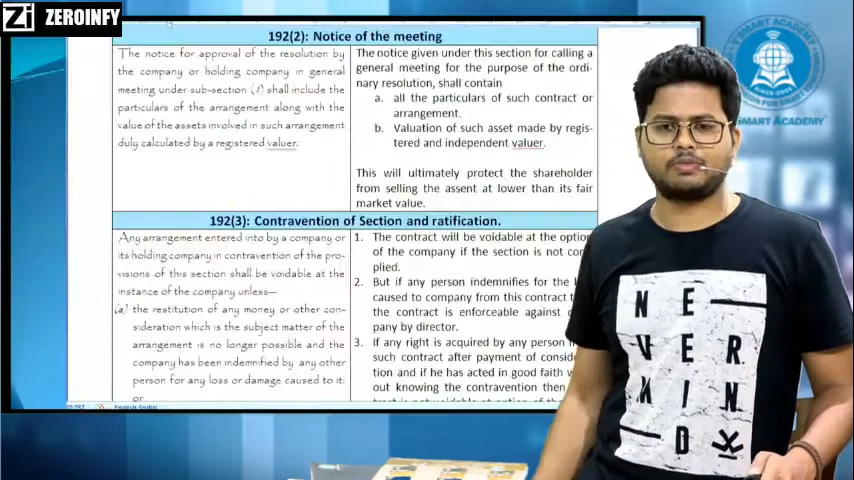 Zi ZEROINFY
192(2): Notice of the meeting
The notice for approval of the resolution by
the company or holding company in general
meeting under sub-section (1) shall include the
particulars of the arrangement along with the
value of the assets involved in such arrangement
duly calculated by a registered valuer.
The notice given under this section for calling a
general meeting for the purpose of the ordi-
nary resolution, shall contain
a. all the particulars of such contract or
arrangement.
b. Valuation of such asset made by regis-
tered and independent valuer.
This will ultimately protect the shareholder
from selling the assent at lower than its fair
market value.
192(3): Contravention of Section and ratification.
Any arrangement entered into by a company or
its holding company in contravention of the pro-
visions of this section shall be voidable at the
instance of the company unless—
(a) the restitution of any money or other con-
sideration which is the subject matter of the
arrangement is no longer possible and the
company has been indemnified by any other
person for any loss or damage caused to it:
or
1. The contract will be voidable at the option
of the company if the section is not com
plied.
2. But if any person indemnifies for the
caused to company from this contract
the contract is enforceable against
pany by director.
3. If any right is acquired by any person
such contract after payment of conside
tion and if he has acted in good faith
out knowing the contravention then
SMART ACADEMY
SINCE-2006
SMART ACADEMY
NE
VER
MIN
D